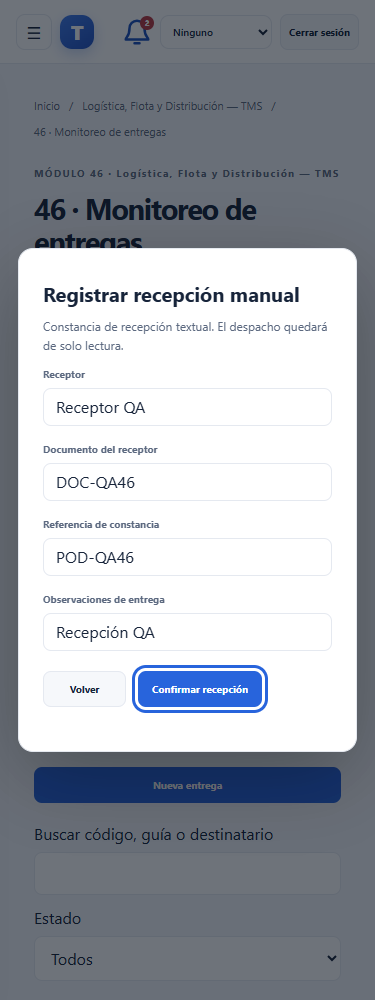 ☰ T 2 Ninguno Cerrar sesión
Inicio / Logística, Flota y Distribución — TMS /
46 · Monitoreo de entregas
MÓDULO 46 · Logística, Flota y Distribución — TMS
46 · Monitoreo de
entregas
Registrar recepción manual
Constancia de recepción textual. El despacho quedará
de solo lectura.
Receptor
Receptor QA
Documento del receptor
DOC-QA46
Referencia de constancia
POD-QA46
Observaciones de entrega
Recepción QA
Volver Confirmar recepción
Nueva entrega
Buscar código, guía o destinatario
Estado
Todos